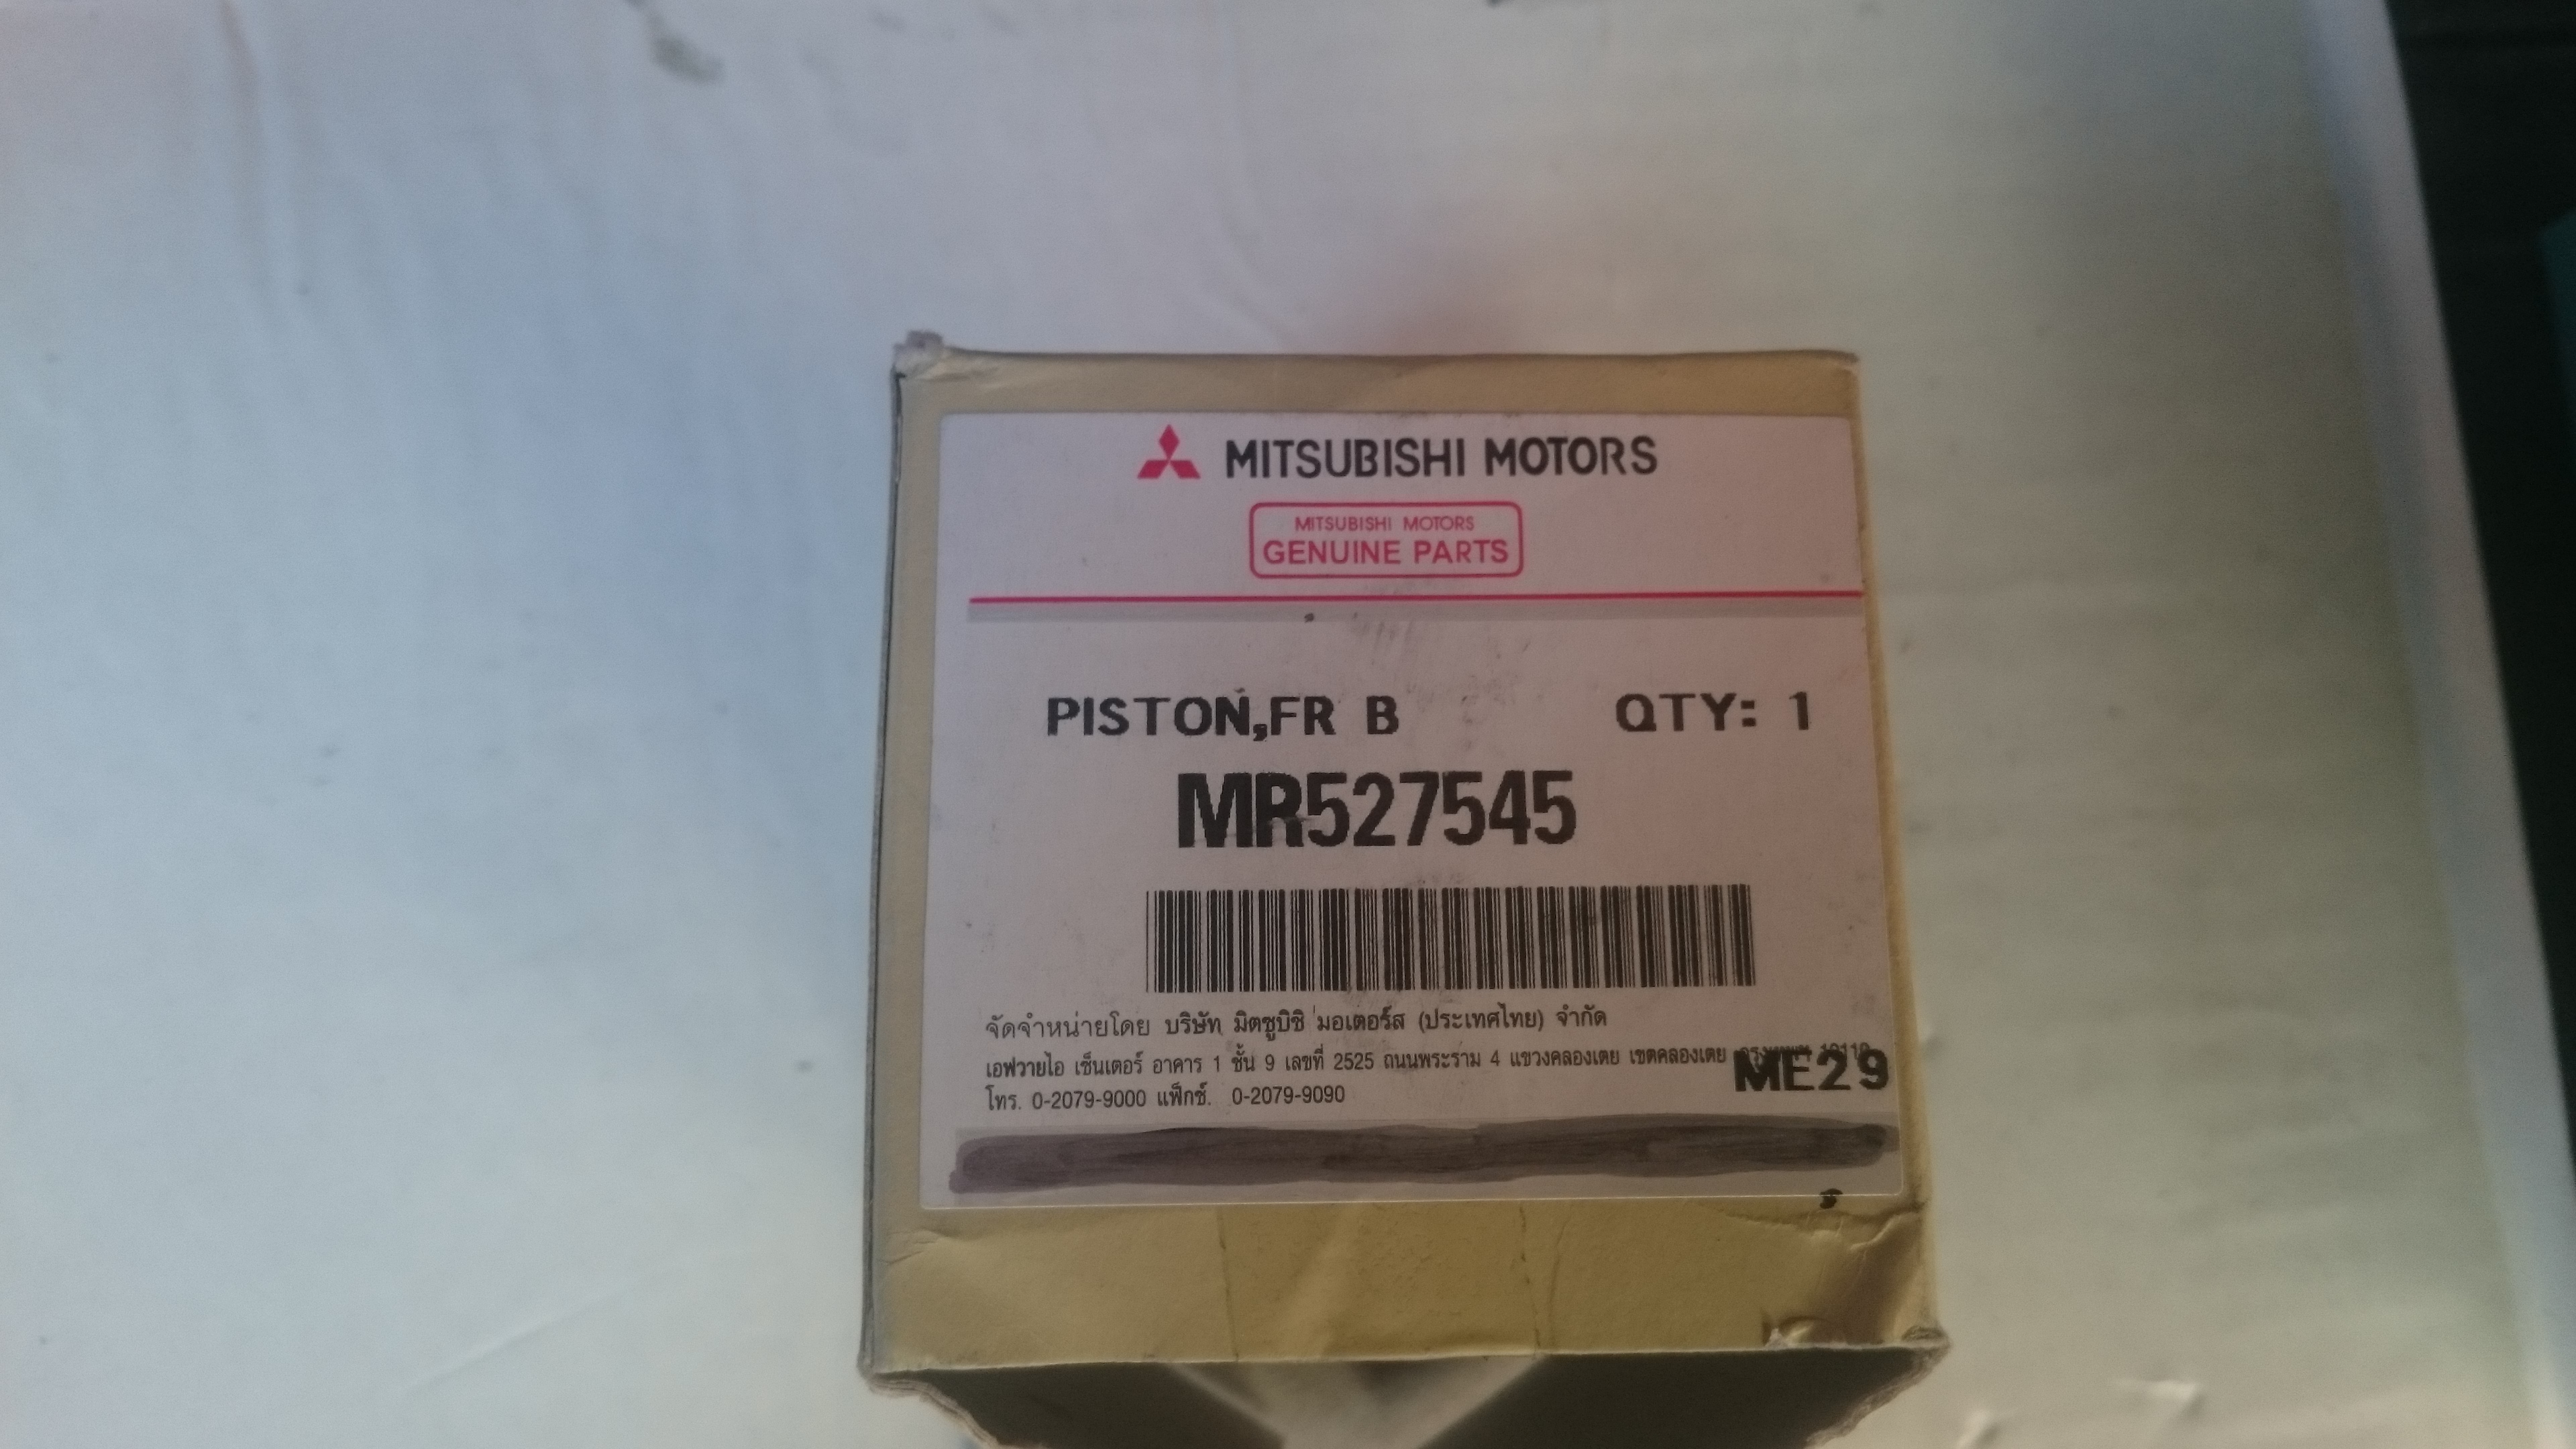 MITSUBISHI MOTORS
MITSUBISHI MOTORS
GENUINE PARTS
PISTON,FR B QTY: 1
MR527545
จัดจำหน่ายโดย บริษัท มิตซูบิชิ มอเตอร์ส (ประเทศไทย) จำกัด
เอฟวายไอ เซ็นเตอร์ อาคาร 1 ชั้น 9 เลขที่ 2525 ถนนพระราม 4 แขวงคลองเตย เขตคลองเตย
ME29
โทร. 0-2079-9000 แฟ็กซ์. 0-2079-9090